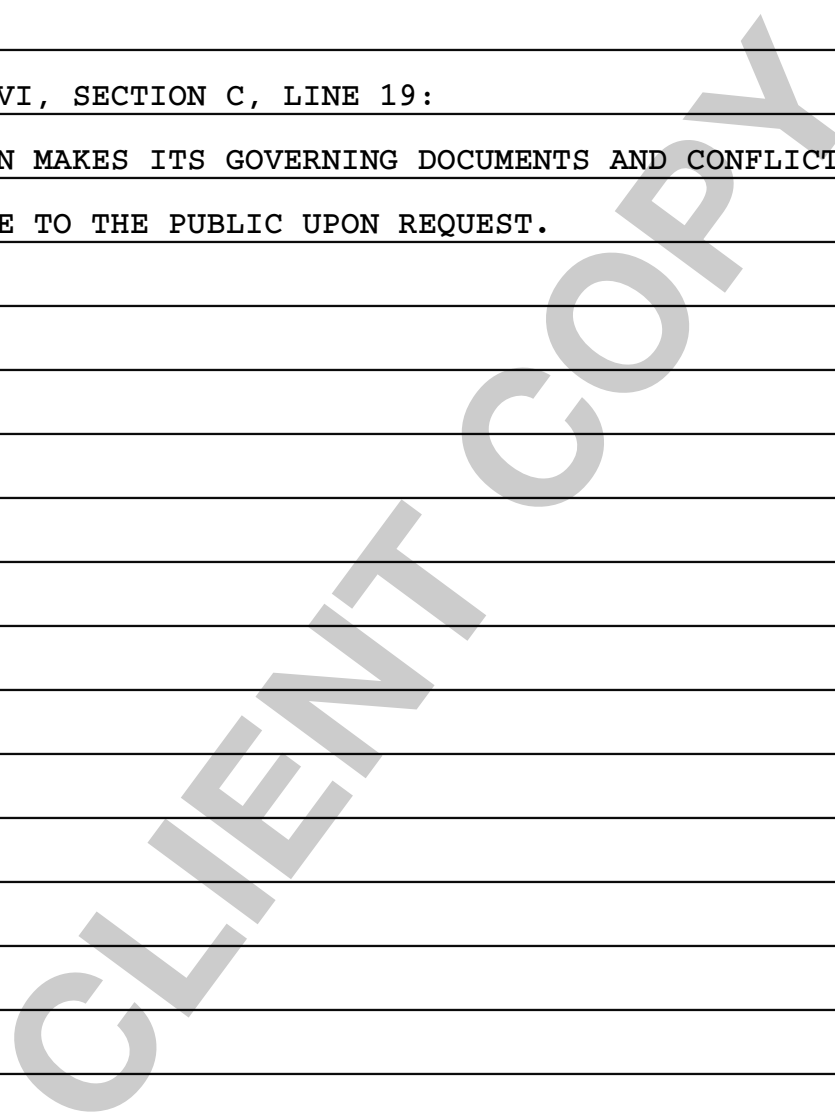 VI, SECTION C, LINE 19:
N MAKES ITS GOVERNING DOCUMENTS AND CONFLICT
E TO THE PUBLIC UPON REQUEST.
CLIENT COPY